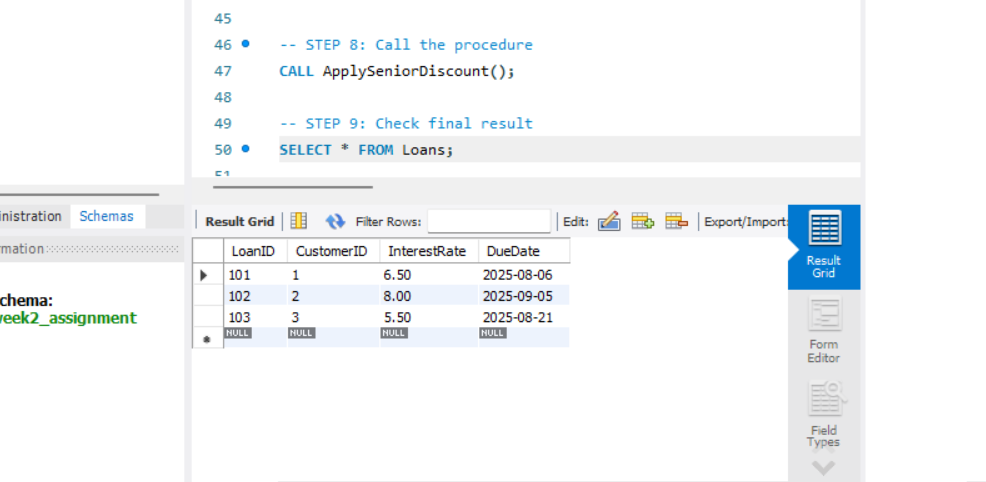 45
46 -- STEP 8: Call the procedure
47 CALL ApplySeniorDiscount();
48
49 -- STEP 9: Check final result
50 SELECT * FROM Loans;
51
nistration Schemas
mation
chema:
week2_assignment
Result Grid Filter Rows: Edit: Export/Import:
LoanID CustomerID InterestRate DueDate
101 1 6.50 2025-08-06
102 2 8.00 2025-09-05
103 3 5.50 2025-08-21
NULL NULL NULL NULL
Result
Grid
Form
Editor
Field
Types